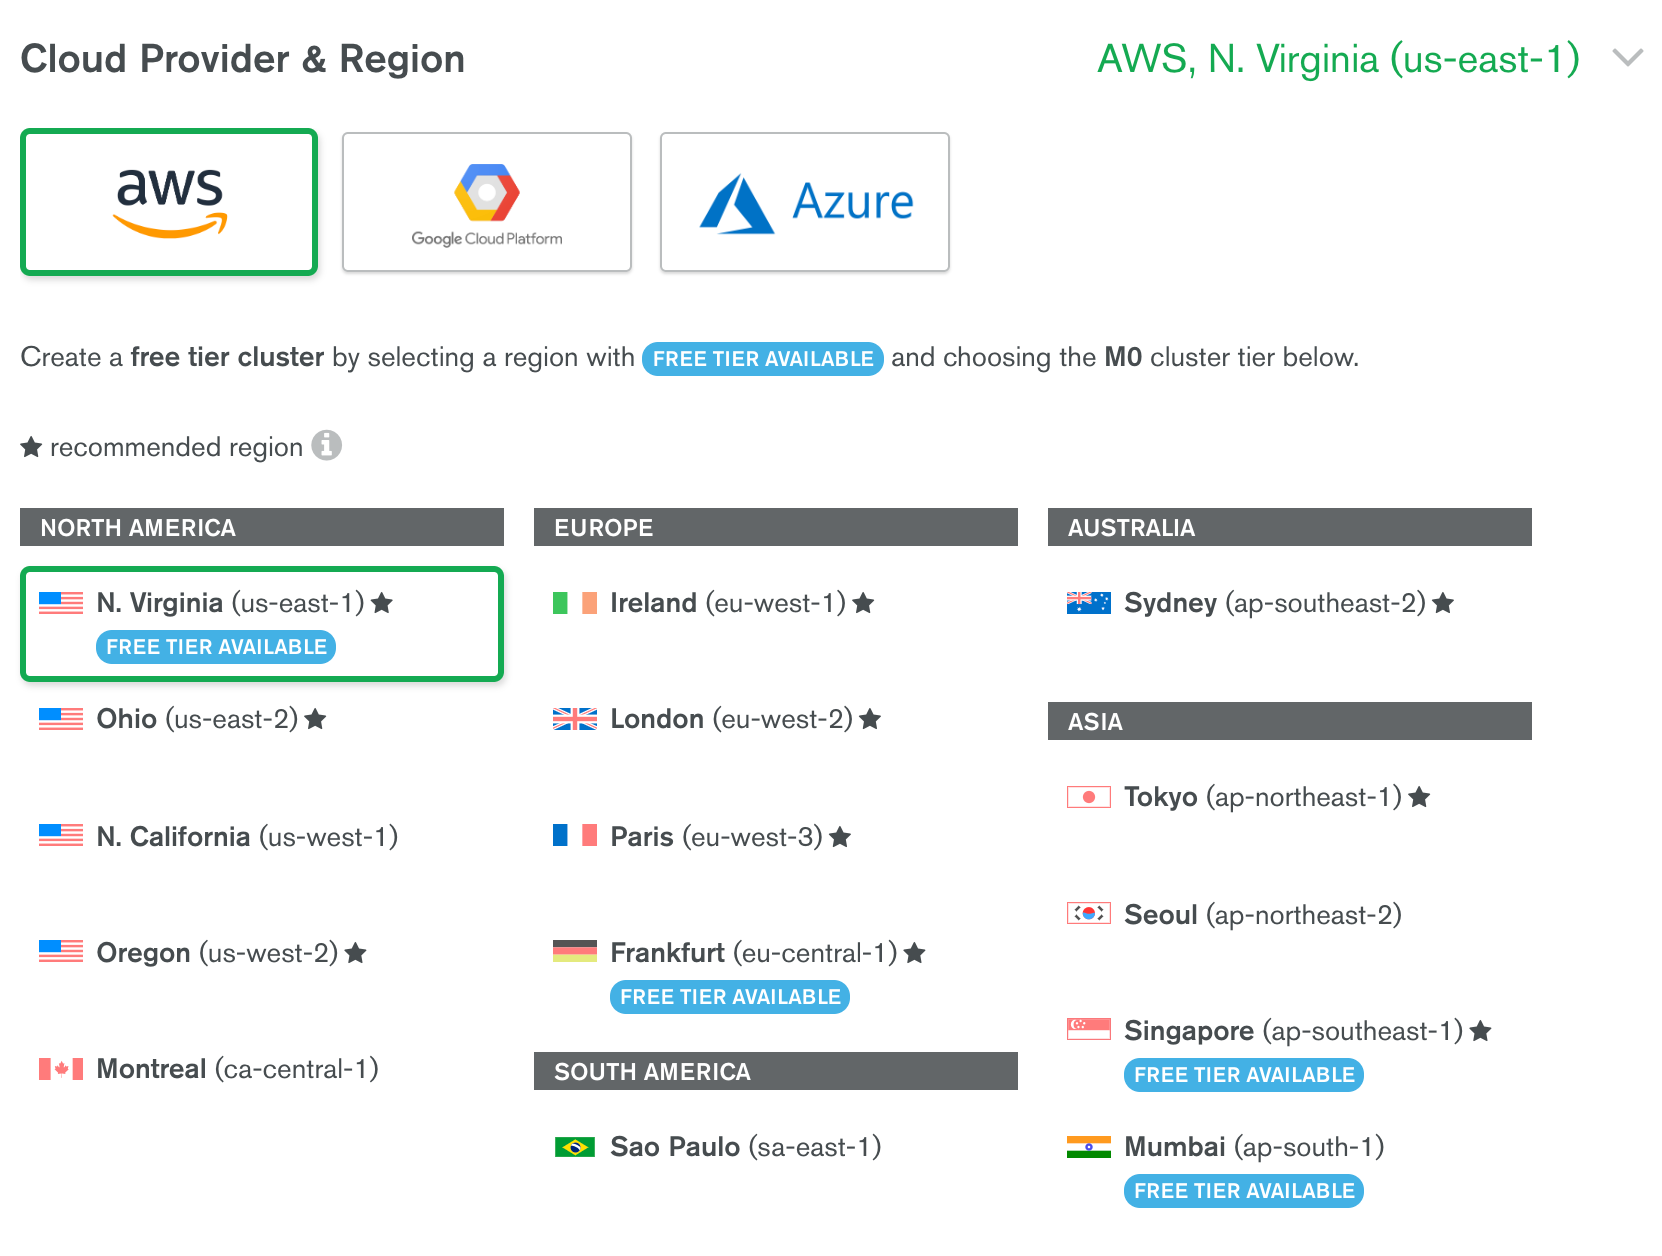 Cloud Provider & Region
AWS, N. Virginia (us-east-1)
aws
Google Cloud Platform
Azure
Create a free tier cluster by selecting a region with FREE TIER AVAILABLE and choosing the M0 cluster tier below.
★ recommended region
NORTH AMERICA
N. Virginia (us-east-1) ★
FREE TIER AVAILABLE
Ohio (us-east-2) ★
N. California (us-west-1)
Oregon (us-west-2) ★
Montreal (ca-central-1)
EUROPE
Ireland (eu-west-1) ★
London (eu-west-2) ★
Paris (eu-west-3) ★
Frankfurt (eu-central-1) ★
FREE TIER AVAILABLE
SOUTH AMERICA
Sao Paulo (sa-east-1)
AUSTRALIA
Sydney (ap-southeast-2) ★
ASIA
Tokyo (ap-northeast-1) ★
Seoul (ap-northeast-2)
Singapore (ap-southeast-1) ★
FREE TIER AVAILABLE
Mumbai (ap-south-1)
FREE TIER AVAILABLE